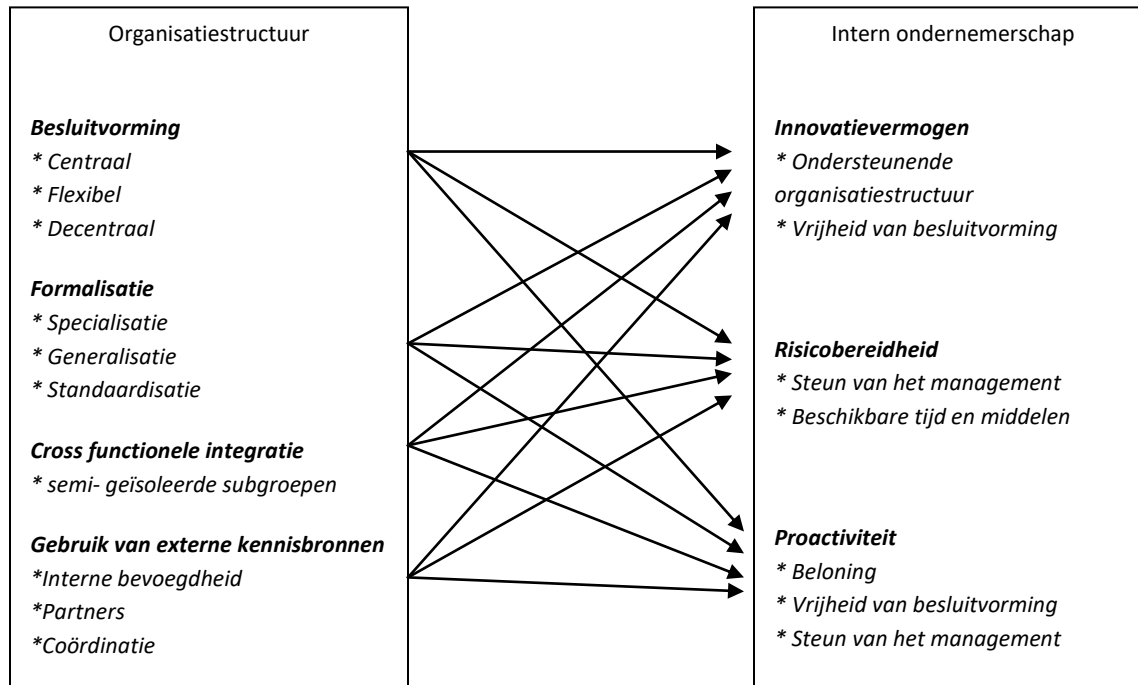 Organisatiestructuur
Besluitvorming
* Centraal
* Flexibel
* Decentraal
Formalisatie
* Specialisatie
* Generalisatie
* Standaardisatie
Cross functionele integratie
* semi- geïsoleerde subgroepen
Gebruik van externe kennisbronnen
*Interne bevoegdheid
*Partners
*Coördinatie
Intern ondernemerschap
Innovatievermogen
* Ondersteunende
organisatiestructuur
* Vrijheid van besluitvorming
Risicobereidheid
* Steun van het management
* Beschikbare tijd en middelen
Proactiviteit
* Beloning
* Vrijheid van besluitvorming
* Steun van het management